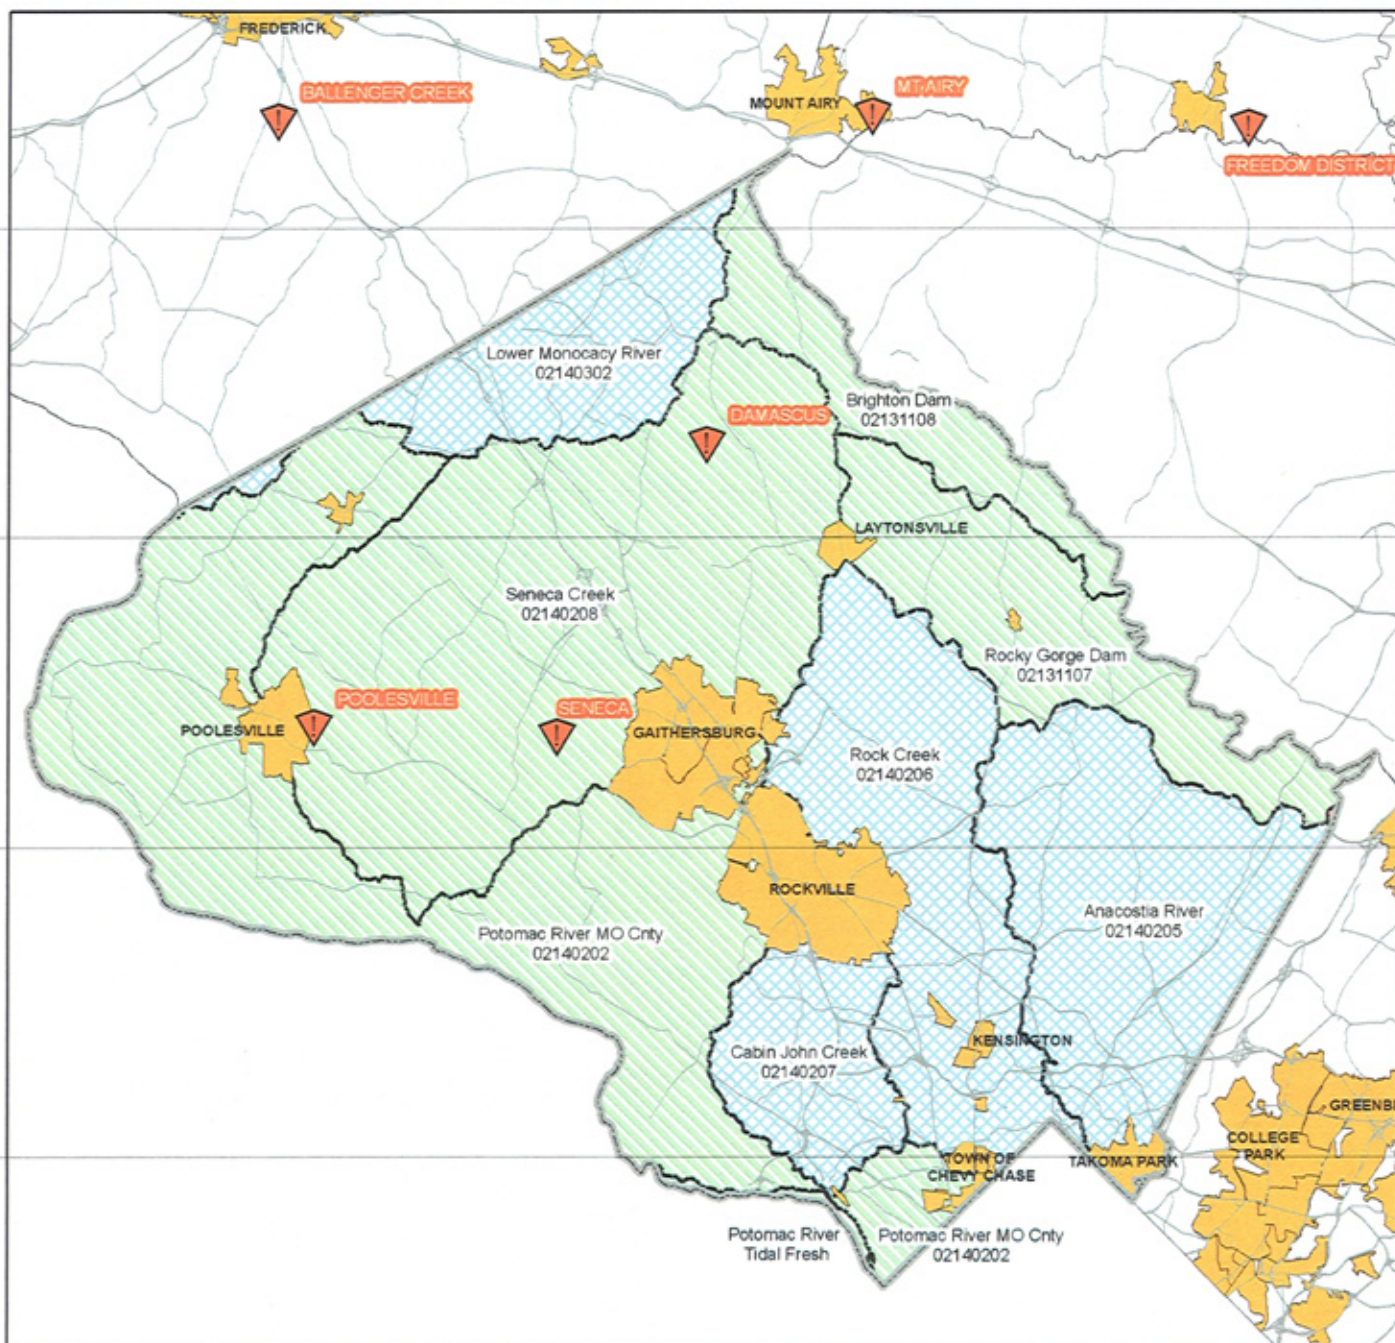 FREDERICK
BALLENGER CREEK
MOUNT AIRY
MT AIRY
FREEDOM DISTRICT
Lower Monocacy River
02140302
DAMASCUS
Brighton Dam
02131108
LAYTONSVILLE
Seneca Creek
02140208
Rocky Gorge Dam
02131107
POOLESVILLE
POOLESVILLE
SENECA
GAITHERSBURG
Rock Creek
02140206
ROCKVILLE
Anacostia River
02140205
Potomac River MO Cnty
02140202
Cabin John Creek
02140207
KENSINGTON
GREENB
COLLEGE
PARK
TOWN OF
CHEVY CHASE
TAKOMA PARK
Potomac River
Tidal Fresh
Potomac River MO Cnty
02140202